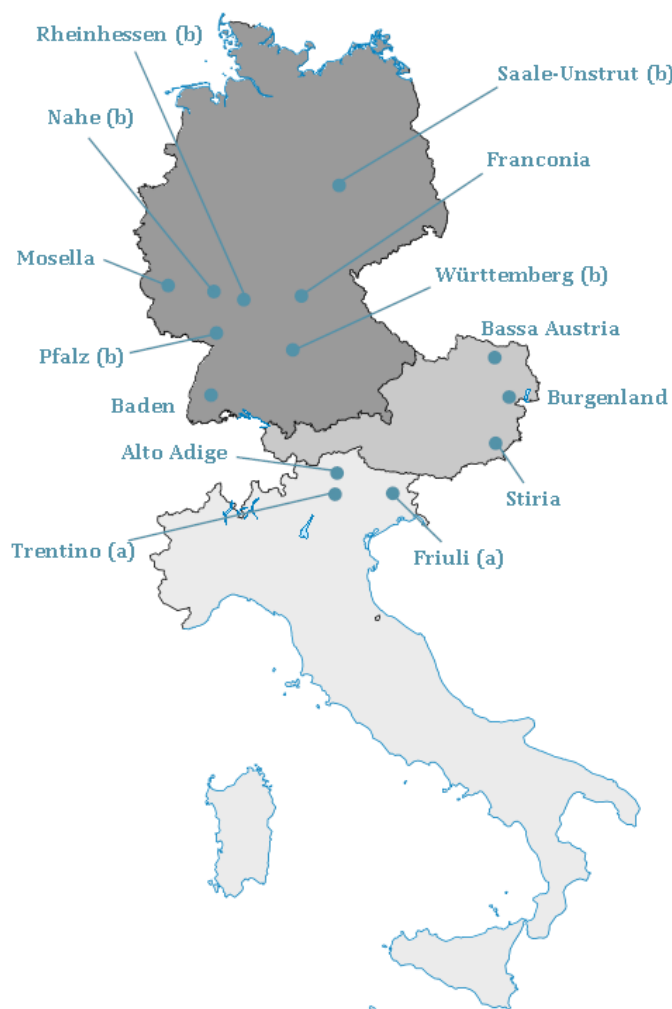 Rheinhessen (b)
Saale-Unstrut (b)
Nahe (b)
Franconia
Mosella
Württemberg (b)
Bassa Austria
Pfalz (b)
Baden
Burgenland
Alto Adige
Stiria
Trentino (a)
Friuli (a)